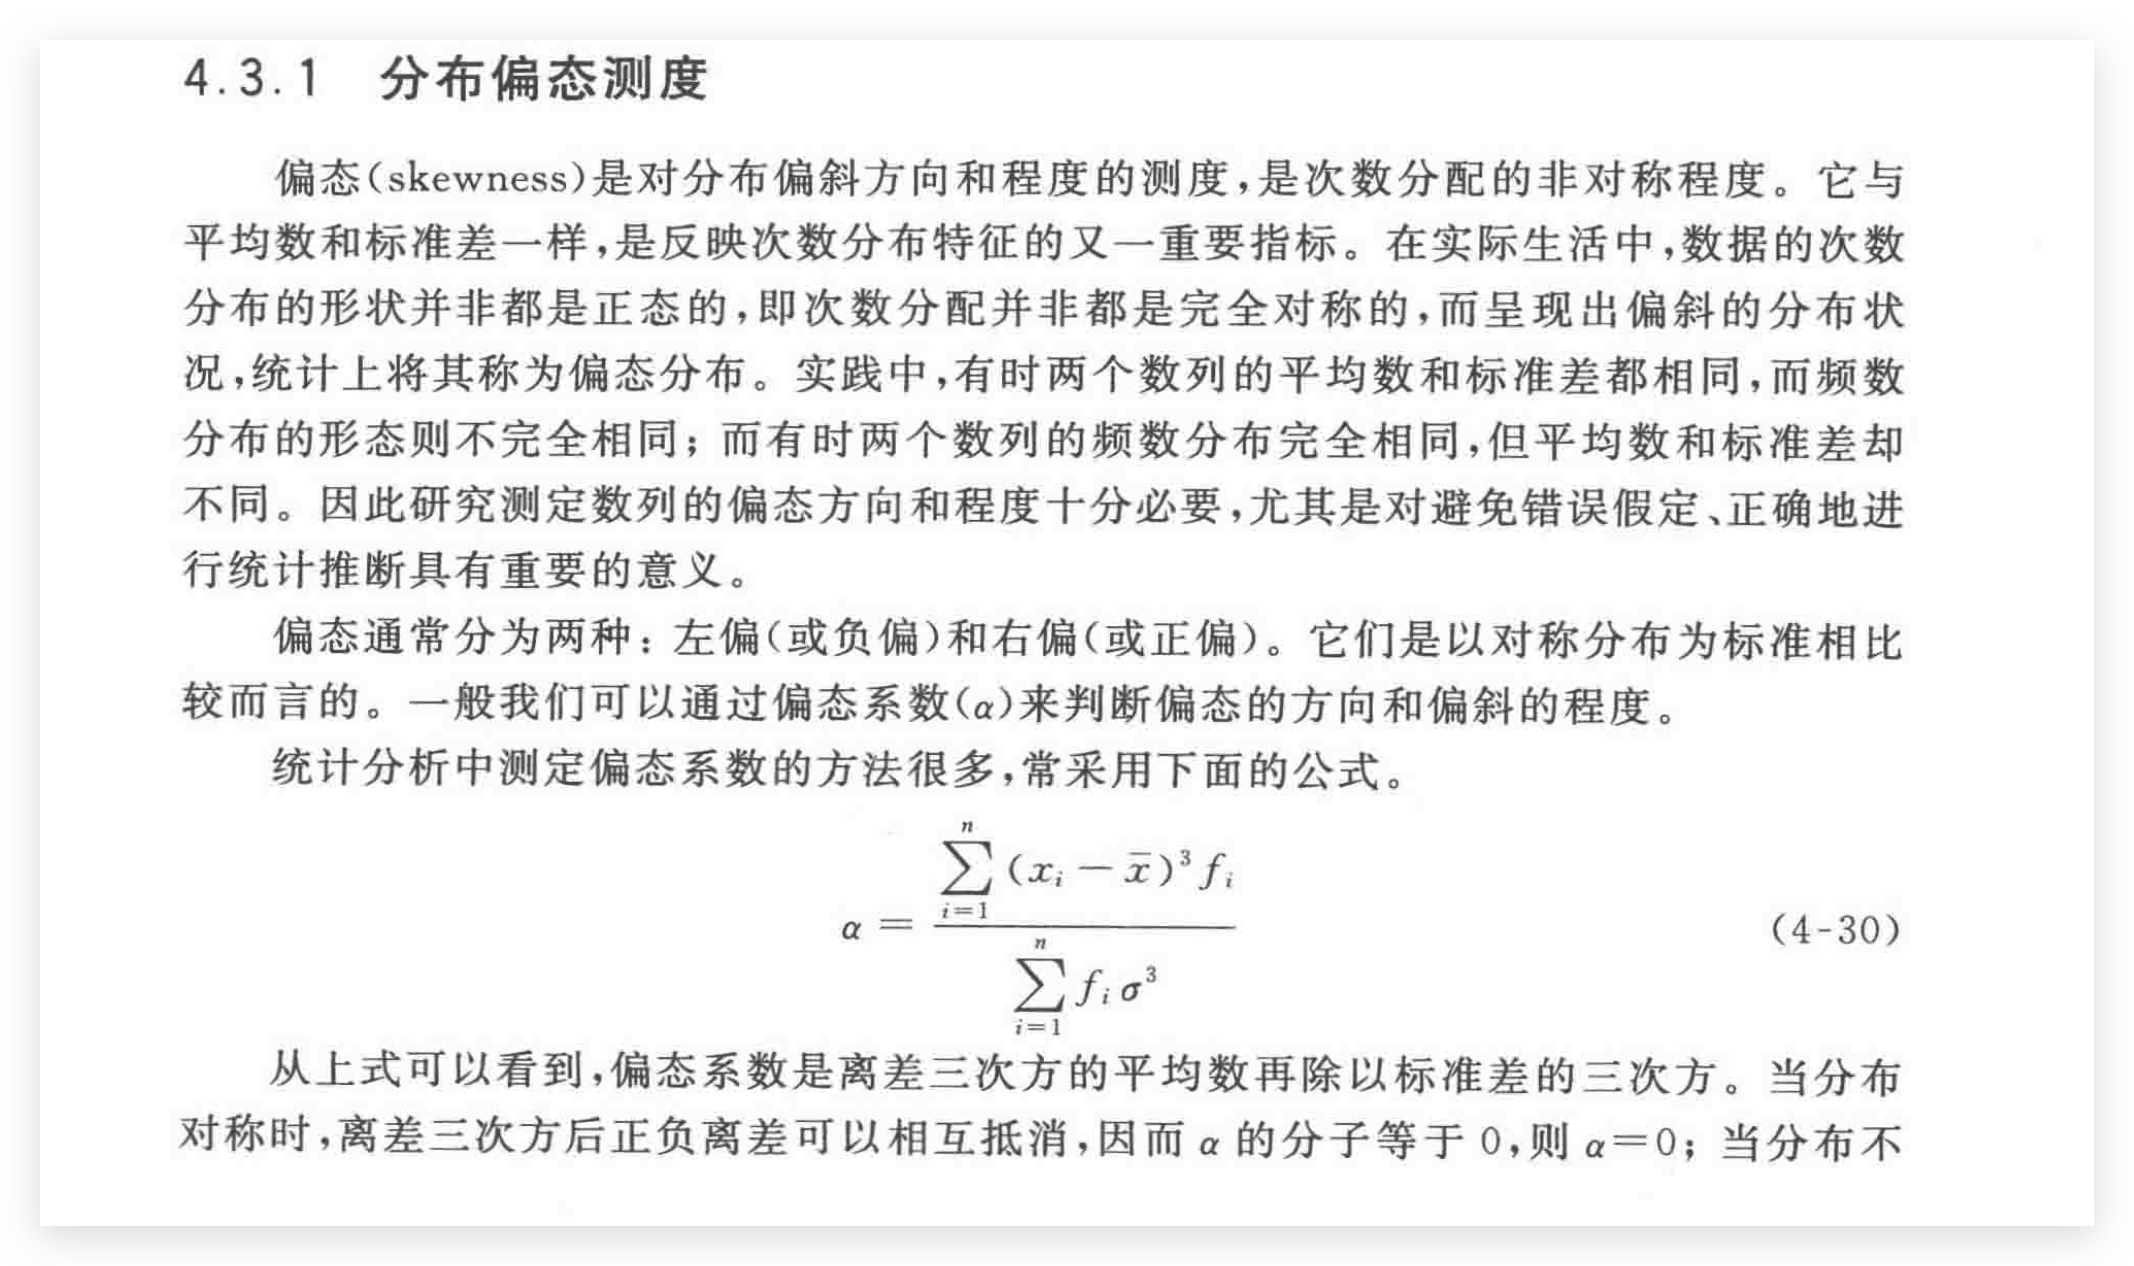 4.3.1 分布偏态测度
偏态(skewness)是对分布偏斜方向和程度的测度,是次数分配的非对称程度。它与
平均数和标准差一样,是反映次数分布特征的又一重要指标。在实际生活中,数据的次数
分布的形状并非都是正态的,即次数分配并非都是完全对称的,而呈现出偏斜的分布状
况,统计上将其称为偏态分布。实践中,有时两个数列的平均数和标准差都相同,而频数
分布的形态则不完全相同;而有时两个数列的频数分布完全相同,但平均数和标准差却
不同。因此研究测定数列的偏态方向和程度十分必要,尤其是对避免错误假定、正确地进
行统计推断具有重要的意义。
偏态通常分为两种:左偏(或负偏)和右偏(或正偏)。它们是以对称分布为标准相比
较而言的。一般我们可以通过偏态系数(α)来判断偏态的方向和偏斜的程度。
统计分析中测定偏态系数的方法很多,常采用下面的公式。
α = \frac{\sum_{i=1}^{n} (x_i - \bar{x})^3 f_i}{\sum_{i=1}^{n} f_i σ^3} (4-30)
从上式可以看到,偏态系数是离差三次方的平均数再除以标准差的三次方。当分布
对称时,离差三次方后正负离差可以相互抵消,因而 α 的分子等于 0,则 α=0;当分布不